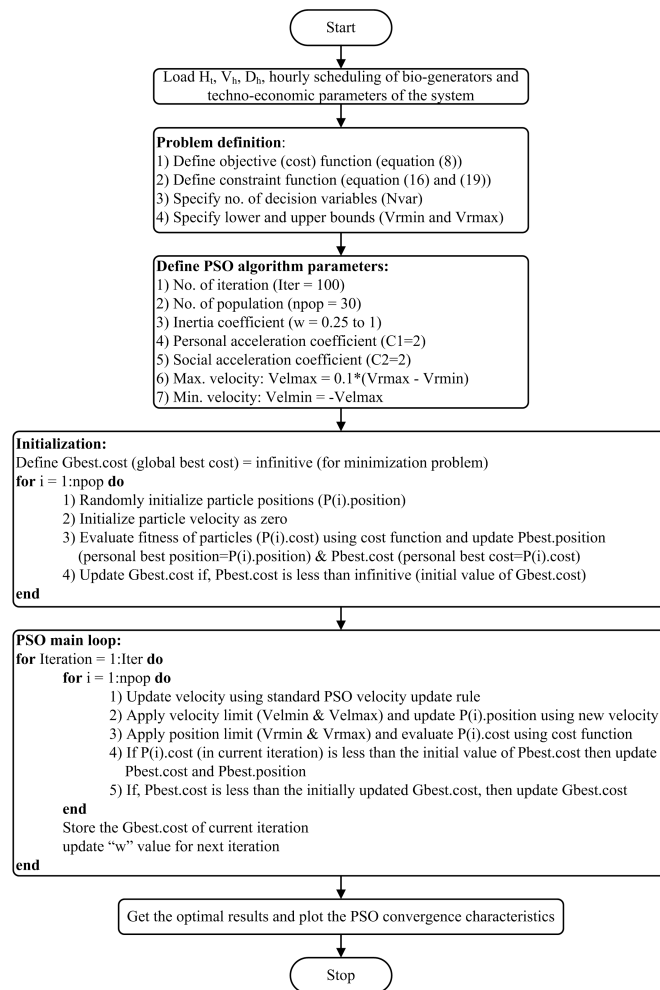 Start
Load Ht, Vh, Dh, hourly scheduling of bio-generators and
techno-economic parameters of the system
Problem definition:
1) Define objective (cost) function (equation (8))
2) Define constraint function (equation (16) and (19))
3) Specify no. of decision variables (Nvar)
4) Specify lower and upper bounds (Vrmin and Vrmax)
Define PSO algorithm parameters:
1) No. of iteration (Iter = 100)
2) No. of population (npop = 30)
3) Inertia coefficient (w = 0.25 to 1)
4) Personal acceleration coefficient (C1=2)
5) Social acceleration coefficient (C2=2)
6) Max. velocity: Velmax = 0.1*(Vrmax - Vrmin)
7) Min. velocity: Velmin = -Velmax
Initialization:
Define Gbest.cost (global best cost) = infinitive (for minimization problem)
for i = 1:npop do
1) Randomly initialize particle positions (P(i).position)
2) Initialize particle velocity as zero
3) Evaluate fitness of particles (P(i).cost) using cost function and update Pbest.position
(personal best position=P(i).position) & Pbest.cost (personal best cost=P(i).cost)
4) Update Gbest.cost if, Pbest.cost is less than infinitive (initial value of Gbest.cost)
end
PSO main loop:
for Iteration = 1:Iter do
for i = 1:npop do
1) Update velocity using standard PSO velocity update rule
2) Apply velocity limit (Velmin & Velmax) and update P(i).position using new velocity
3) Apply position limit (Vrmin & Vrmax) and evaluate P(i).cost using cost function
4) If P(i).cost (in current iteration) is less than the initial value of Pbest.cost then update
Pbest.cost and Pbest.position
5) If, Pbest.cost is less than the initially updated Gbest.cost, then update Gbest.cost
end
Store the Gbest.cost of current iteration
update “w” value for next iteration
end
Get the optimal results and plot the PSO convergence characteristics
Stop